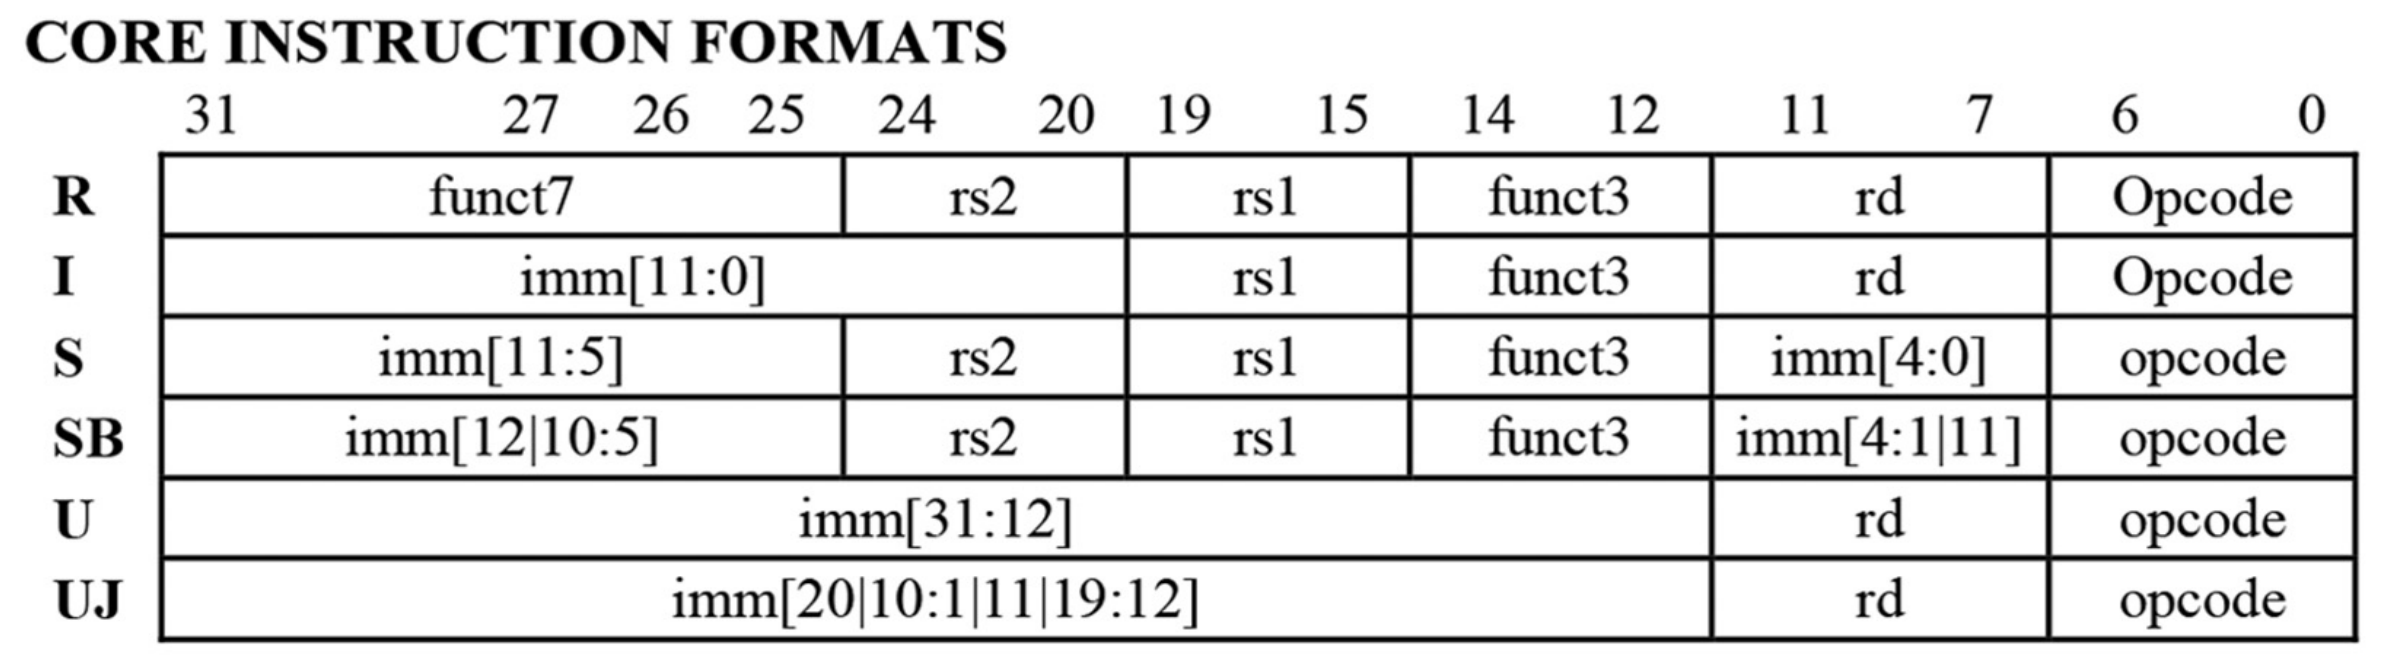 CORE INSTRUCTION FORMATS
31 27 26 25 24 20 19 15 14 12 11 7 6 0
R funct7 rs2 rs1 funct3 rd Opcode
I imm[11:0] rs1 funct3 rd Opcode
S imm[11:5] rs2 rs1 funct3 imm[4:0] opcode
SB imm[12|10:5] rs2 rs1 funct3 imm[4:1|11] opcode
U imm[31:12] rd opcode
UJ imm[20|10:1|11|19:12] rd opcode